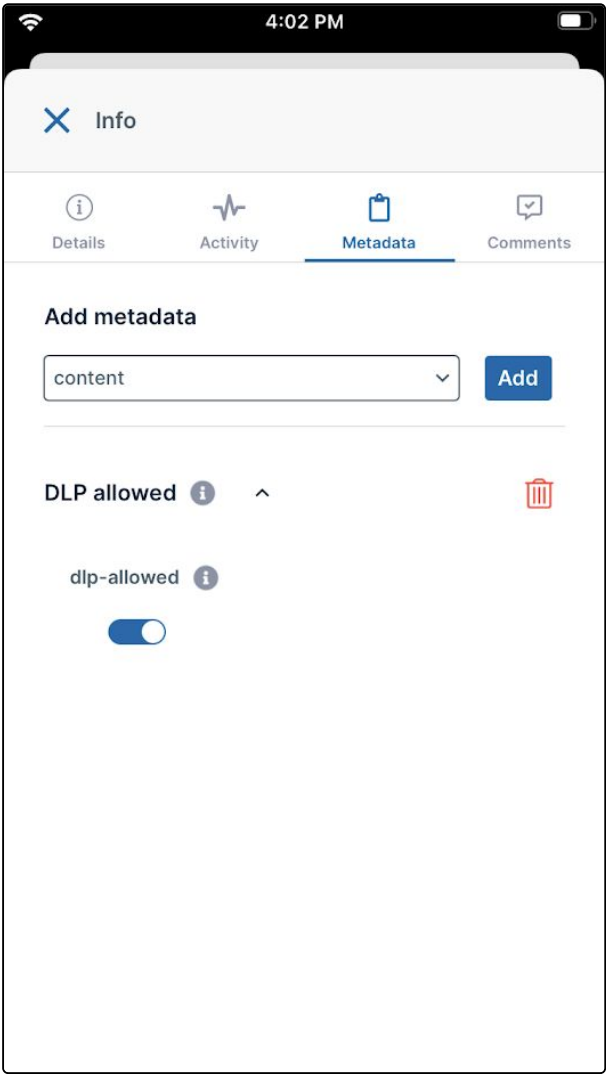 4:02 PM
Info
Details Activity Metadata Comments
Add metadata
content Add
DLP allowed
dlp-allowed